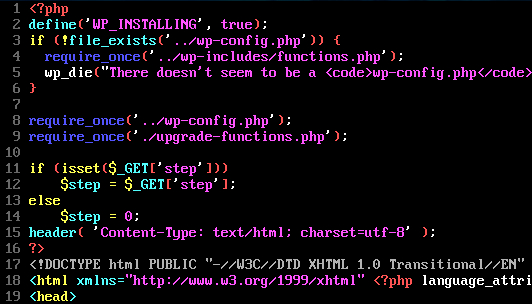 1 <?php
2 define('WP_INSTALLING', true);
3 if (!file_exists('../wp-config.php')) {
4   require_once('../wp-includes/functions.php');
5   wp_die("There doesn't seem to be a <code>wp-config.php</code>
6 }
7
8 require_once('../wp-config.php');
9 require_once('./upgrade-functions.php');
10
11 if (isset($_GET['step']))
12     $step = $_GET['step'];
13 else
14     $step = 0;
15 header( 'Content-Type: text/html; charset=utf-8' );
16 ?>
17 <!DOCTYPE html PUBLIC "-//W3C//DTD XHTML 1.0 Transitional//EN"
18 <html xmlns="http://www.w3.org/1999/xhtml" <?php language_attri
19 <head>